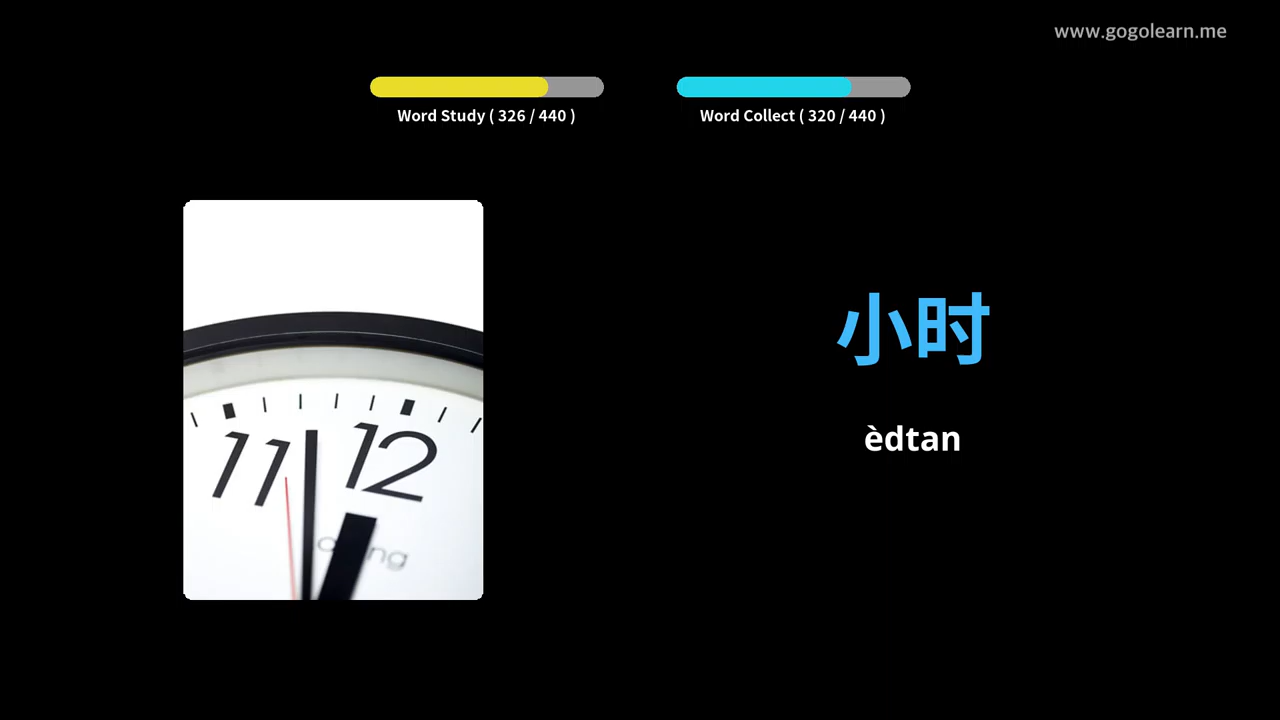 www.gogolearn.me
Word Study ( 326 / 440 )
Word Collect ( 320 / 440 )
小时
èdtan
11
12